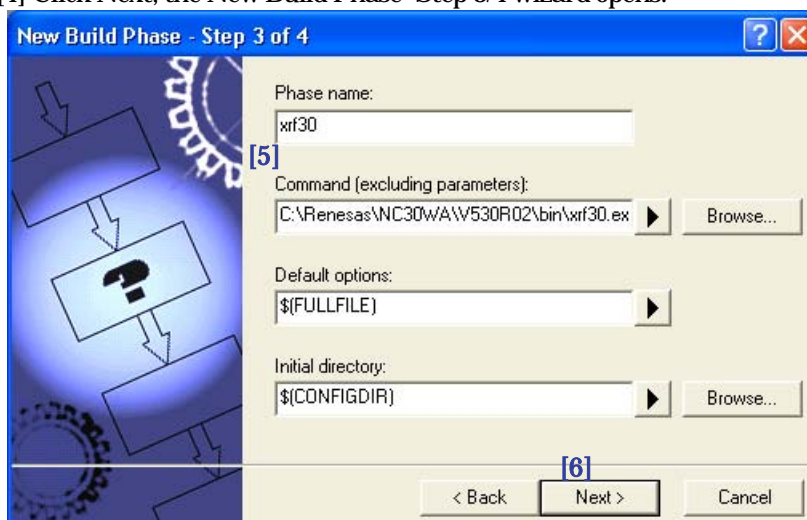 [4] Click Next, the New Build Phase- Step 3/4 wizard opens.
New Build Phase - Step 3 of 4
Phase name:
xrf30
[5]
Command (excluding parameters):
C:\Renesas\NC30WA\V530R02\bin\xrf30.ex
Browse...
Default options:
$(FULLFILE)
Initial directory:
$(CONFIGDIR)
Browse...
[6]
< Back
Next >
Cancel